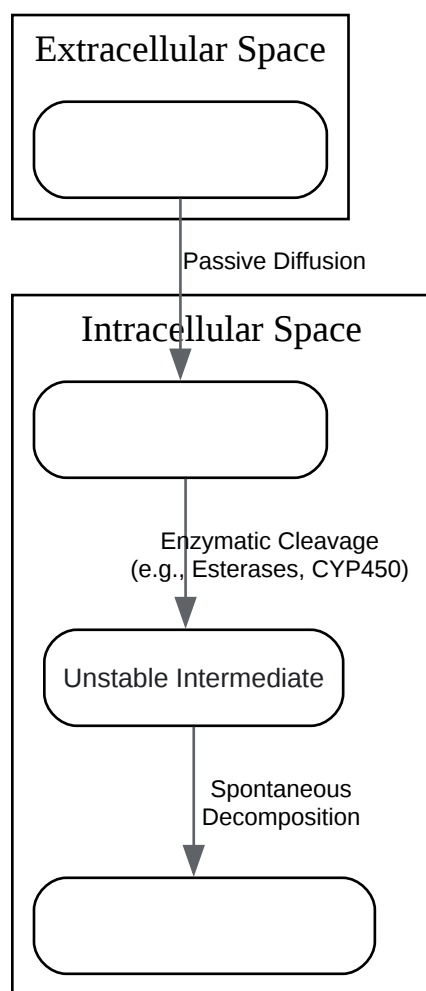 Extracellular Space
Passive Diffusion
Intracellular Space
Enzymatic Cleavage
(e.g., Esterases, CYP450)
Unstable Intermediate
Spontaneous
Decomposition